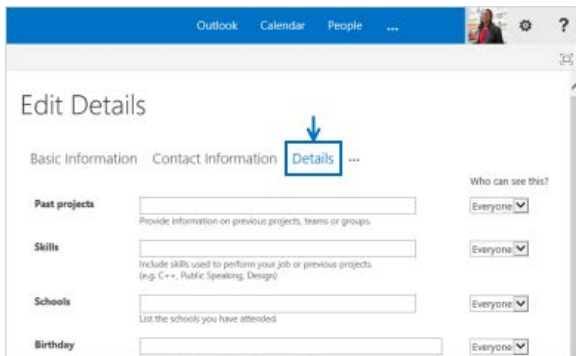 Outlook Calendar People ... ?
Edit Details
Basic Information Contact Information Details ...
Who can see this?
Past projects Everyone
Provide information on previous projects, teams or groups.
Skills Everyone
Include skills used to perform your job or previous projects.
(e.g. C++, Public Speaking, Design)
Schools Everyone
List the schools you have attended.
Birthday Everyone